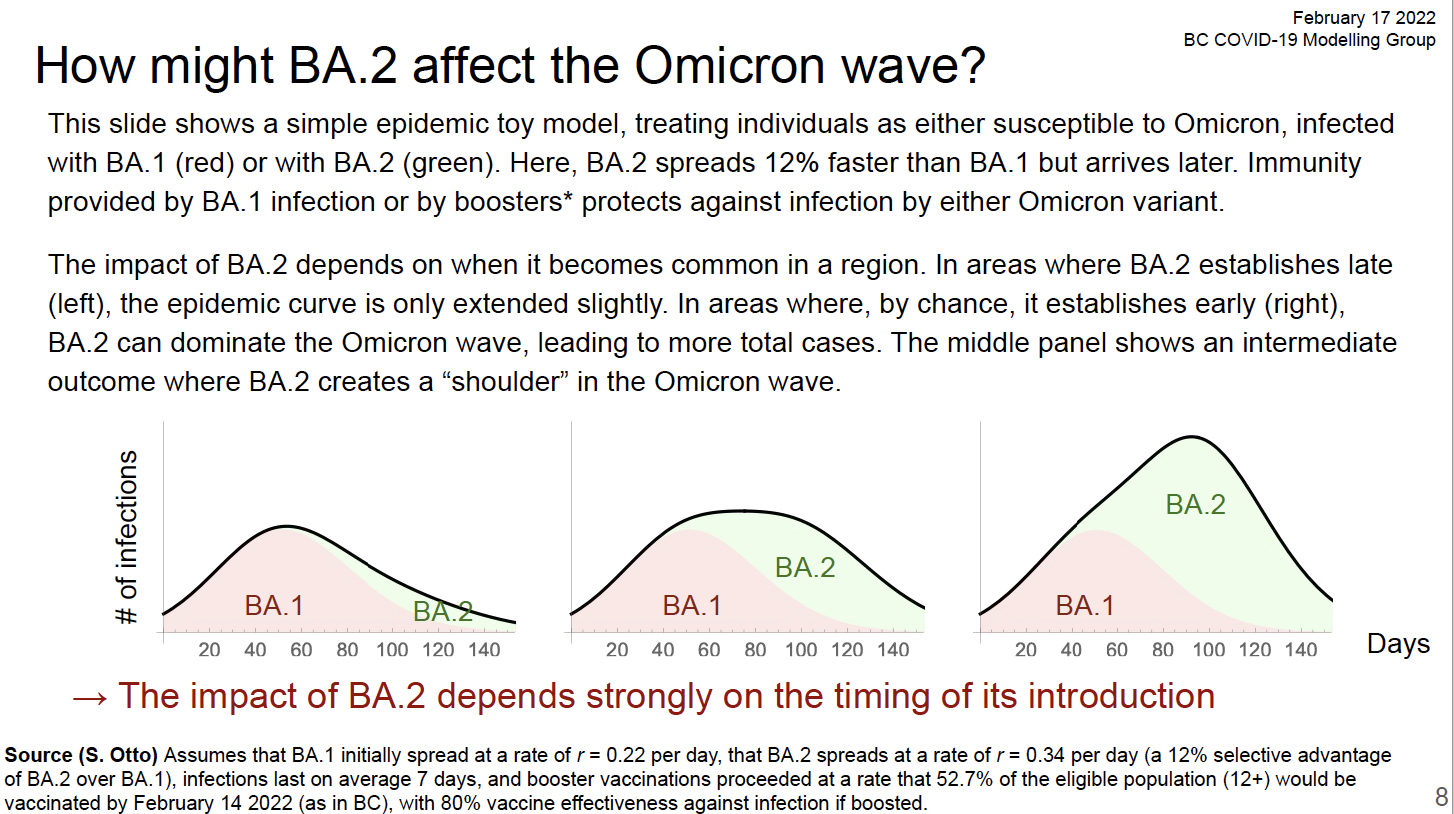 February 17 2022
BC COVID-19 Modelling Group
How might BA.2 affect the Omicron wave?
This slide shows a simple epidemic toy model, treating individuals as either susceptible to Omicron, infected
with BA.1 (red) or with BA.2 (green). Here, BA.2 spreads 12% faster than BA.1 but arrives later. Immunity
provided by BA.1 infection or by boosters* protects against infection by either Omicron variant.
The impact of BA.2 depends on when it becomes common in a region. In areas where BA.2 establishes late
(left), the epidemic curve is only extended slightly. In areas where, by chance, it establishes early (right),
BA.2 can dominate the Omicron wave, leading to more total cases. The middle panel shows an intermediate
outcome where BA.2 creates a “shoulder” in the Omicron wave.
# of infections
BA.1
BA.2
20 40 60 80 100 120 140
BA.1
BA.2
20 40 60 80 100 120 140
BA.1
BA.2
20 40 60 80 100 120 140
Days
→ The impact of BA.2 depends strongly on the timing of its introduction
Source (S. Otto) Assumes that BA.1 initially spread at a rate of r = 0.22 per day, that BA.2 spreads at a rate of r = 0.34 per day (a 12% selective advantage
of BA.2 over BA.1), infections last on average 7 days, and booster vaccinations proceeded at a rate that 52.7% of the eligible population (12+) would be
vaccinated by February 14 2022 (as in BC), with 80% vaccine effectiveness against infection if boosted.
8